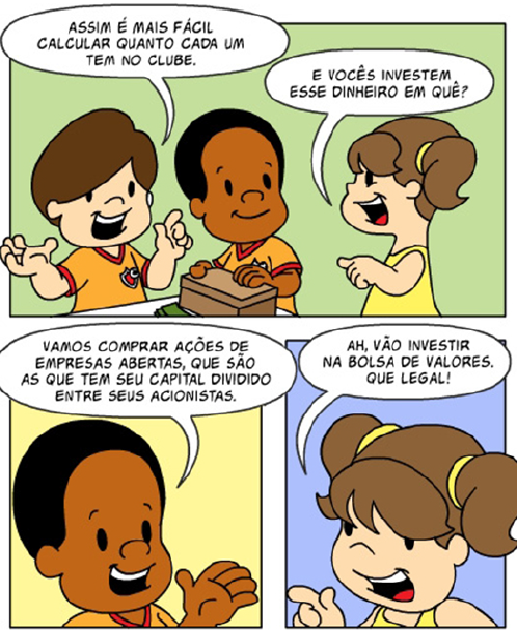 ASSIM É MAIS FÁCIL
CALCULAR QUANTO CADA UM
TEM NO CLUBE.
E VOCÊS INVESTEM
ESSE DINHEIRO EM QUÊ?
VAMOS COMPRAR AÇÕES DE
EMPRESAS ABERTAS, QUE SÃO
AS QUE TEM SEU CAPITAL DIVIDIDO
ENTRE SEUS ACIONISTAS.
AH, VÃO INVESTIR
NA BOLSA DE VALORES.
QUE LEGAL!